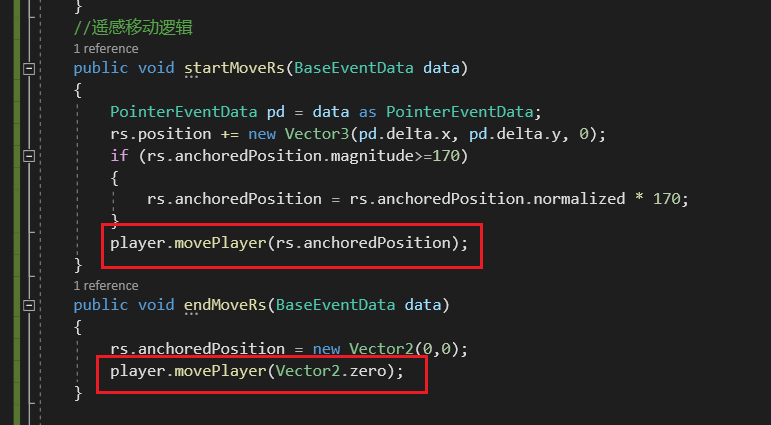 }
//遥感移动逻辑
1 reference
public void startMoveRs(BaseEventData data)
{
PointerEventData pd = data as PointerEventData;
rs.position += new Vector3(pd.delta.x, pd.delta.y, 0);
if (rs.anchoredPosition.magnitude>=170)
{
rs.anchoredPosition = rs.anchoredPosition.normalized * 170;
}
player.movePlayer(rs.anchoredPosition);
}
1 reference
public void endMoveRs(BaseEventData data)
{
rs.anchoredPosition = new Vector2(0,0);
player.movePlayer(Vector2.zero);
}